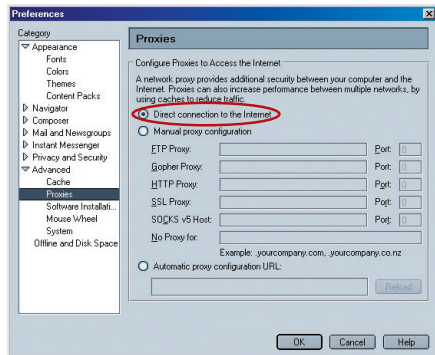 Preferences
Category
Appearance
Fonts
Colors
Themes
Content Packs
Navigator
Composer
Mail and Newsgroups
Instant Messenger
Privacy and Security
Advanced
Cache
Proxies
Software Installati...
Mouse Wheel
System
Offline and Disk Space
Proxies
Configure Proxies to Access the Internet
A network proxy provides additional security between your computer and the
Internet. Proxies can also increase performance between multiple networks, by
using caches to reduce traffic.
Direct connection to the Internet
Manual proxy configuration
FTP Proxy: Port: 0
Gopher Proxy: Port: 0
HTTP Proxy: Port: 0
SSL Proxy: Port: 0
SOCKS v5 Host: Port: 0
No Proxy for:
Example: .yourcompany.com, .yourcompany.co.nz
Automatic proxy configuration URL:
Reload
OK Cancel Help